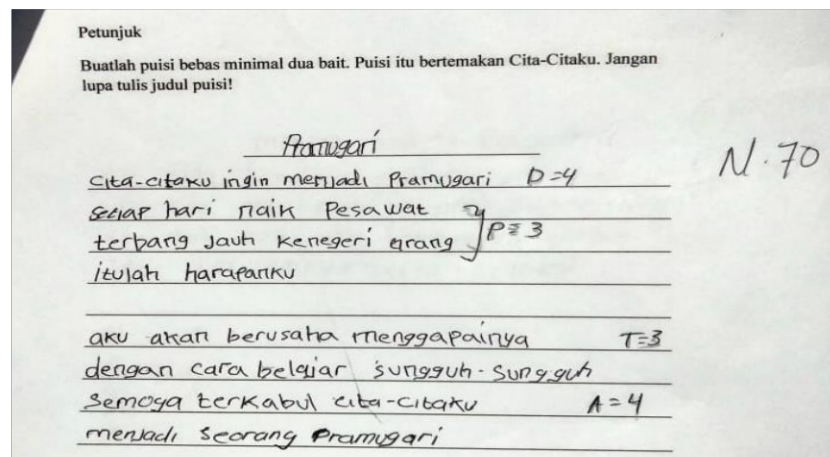 Petunjuk
Buatlah puisi bebas minimal dua bait. Puisi itu bertemakan Cita-Citaku. Jangan
lupa tulis judul puisi!
Pramugari
N. 70
Cita-citaku ingin menjadi Pramugari D=4
setiap hari naik Pesawat
terbang Jauh Kenegeri orang P=3
itulah harapanku
aku akan berusaha menggapainya T=3
dengan cara belajar sungguh-sungguh
Semoga terkabul cita-citaku A=4
menjadi seorang Pramugari